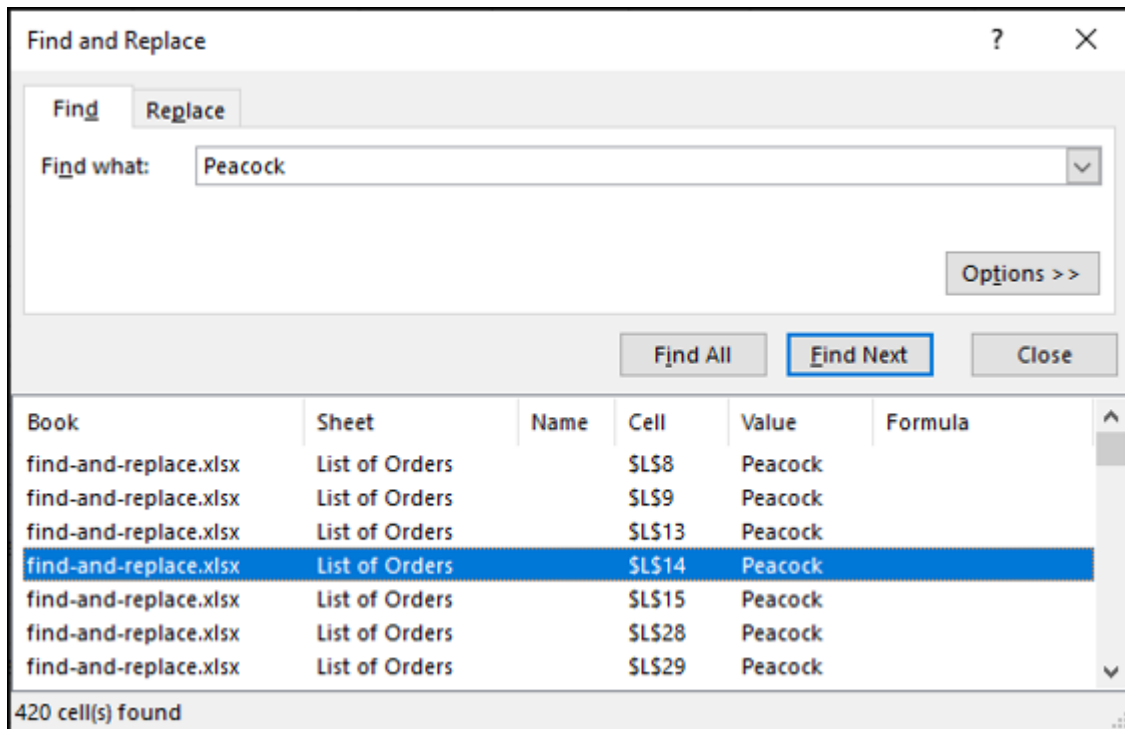 Find and Replace ?
Find Replace
Find what: Peacock
Options >>
Find All Find Next Close
Book Sheet Name Cell Value Formula
find-and-replace.xlsx List of Orders $L$8 Peacock
find-and-replace.xlsx List of Orders $L$9 Peacock
find-and-replace.xlsx List of Orders $L$13 Peacock
find-and-replace.xlsx List of Orders $L$14 Peacock
find-and-replace.xlsx List of Orders $L$15 Peacock
find-and-replace.xlsx List of Orders $L$28 Peacock
find-and-replace.xlsx List of Orders $L$29 Peacock
420 cell(s) found